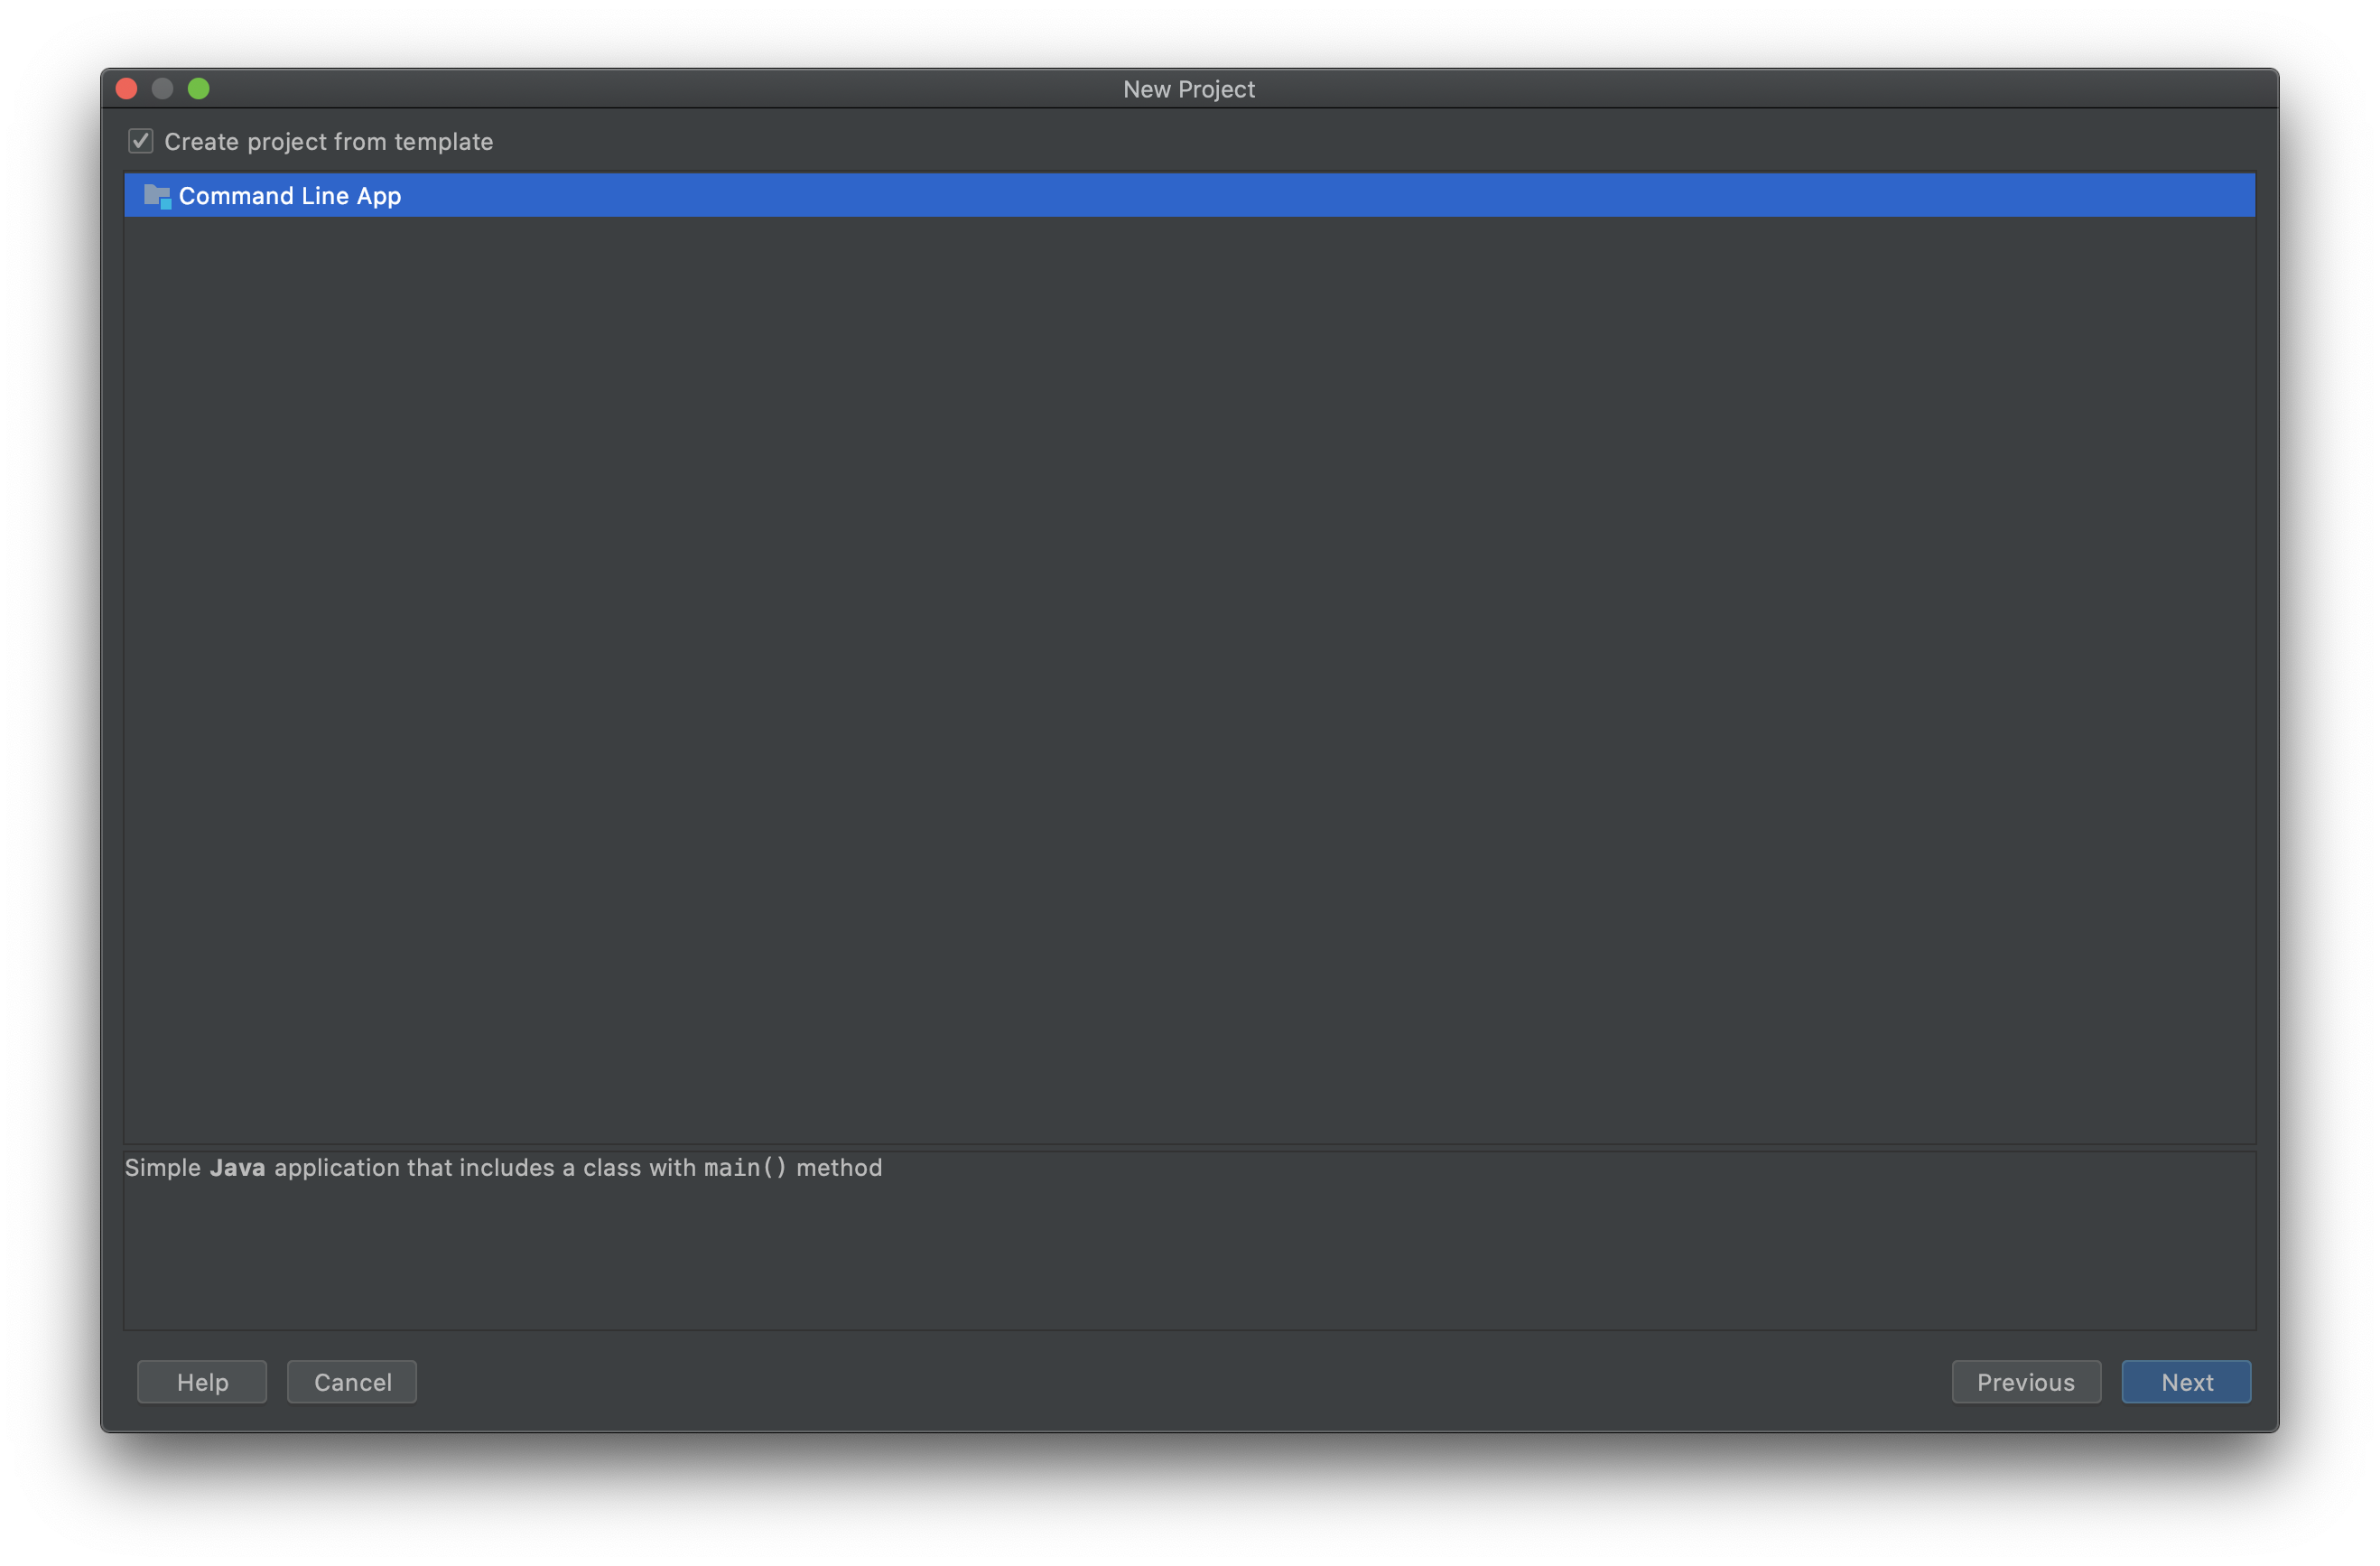 New Project
Create project from template
Command Line App
Simple Java application that includes a class with main() method
Help
Cancel
Previous
Next